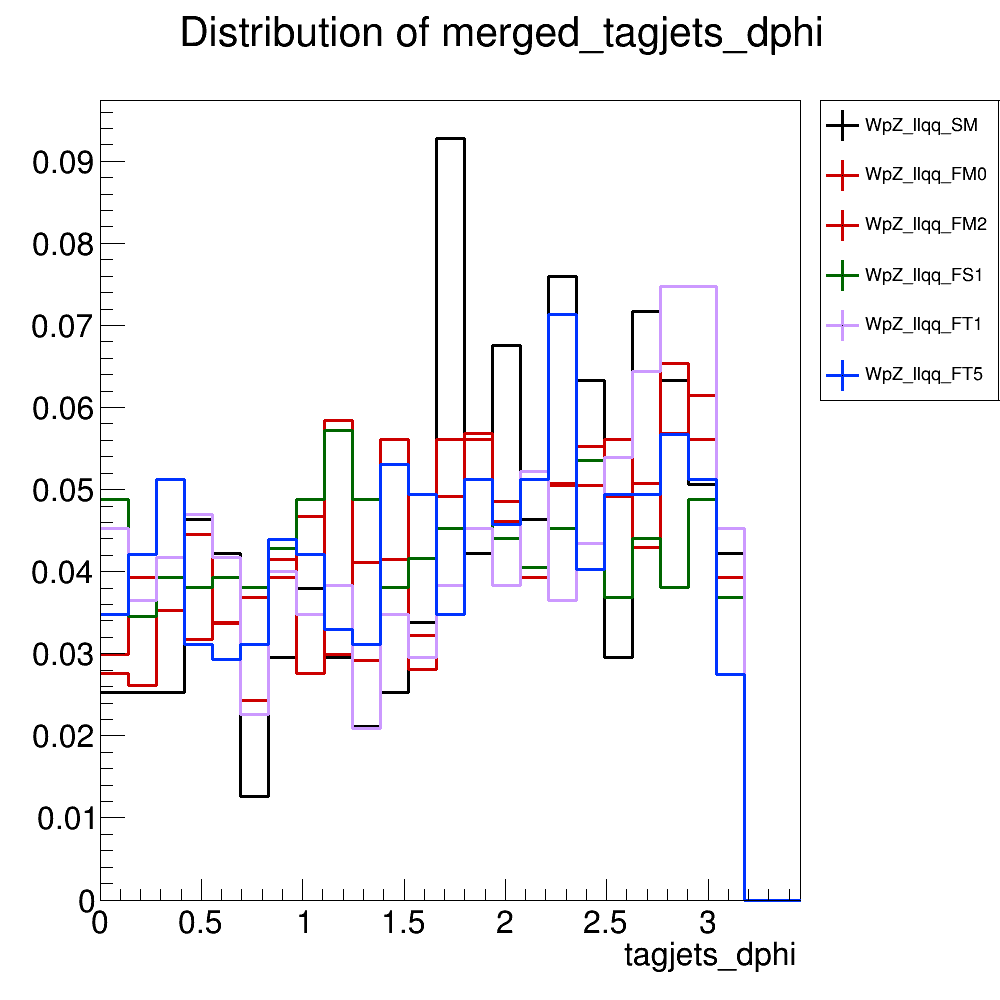 Distribution of merged_tagjets_dphi
0.09
0.08
0.07
0.06
0.05
0.04
0.03
0.02
0.01
0
0 0.5 1 1.5 2 2.5 3
tagjets_dphi
WpZ_llqq_SM
WpZ_llqq_FM0
WpZ_llqq_FM2
WpZ_llqq_FS1
WpZ_llqq_FT1
WpZ_llqq_FT5